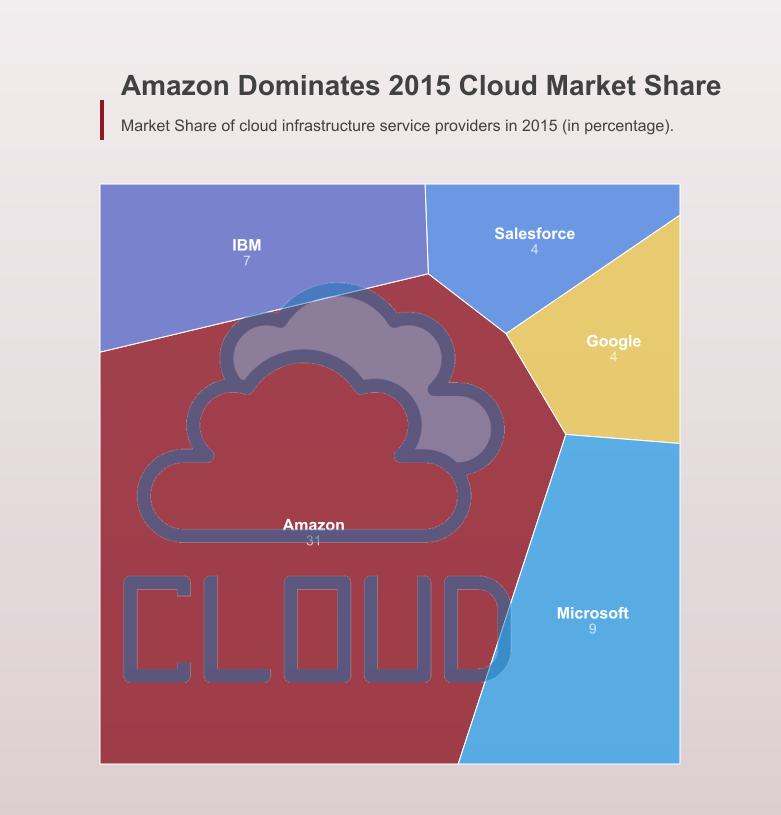 Amazon Dominates 2015 Cloud Market Share
Market Share of cloud infrastructure service providers in 2015 (in percentage).
IBM
7
Salesforce
4
Google
4
Amazon
31
CLOUD
Microsoft
9